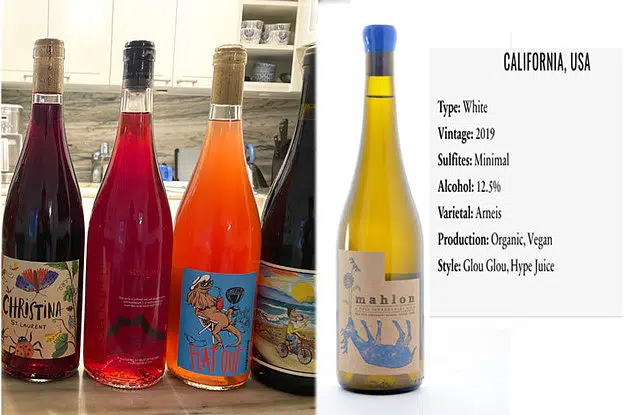 CHRISTINA
ST. LAURENT
FLAT OUT
mahlon
CALIFORNIA, USA
Type: White
Vintage: 2019
Sulfites: Minimal
Alcohol: 12.5%
Varietal: Arneis
Production: Organic, Vegan
Style: Glou Glou, Hype Juice